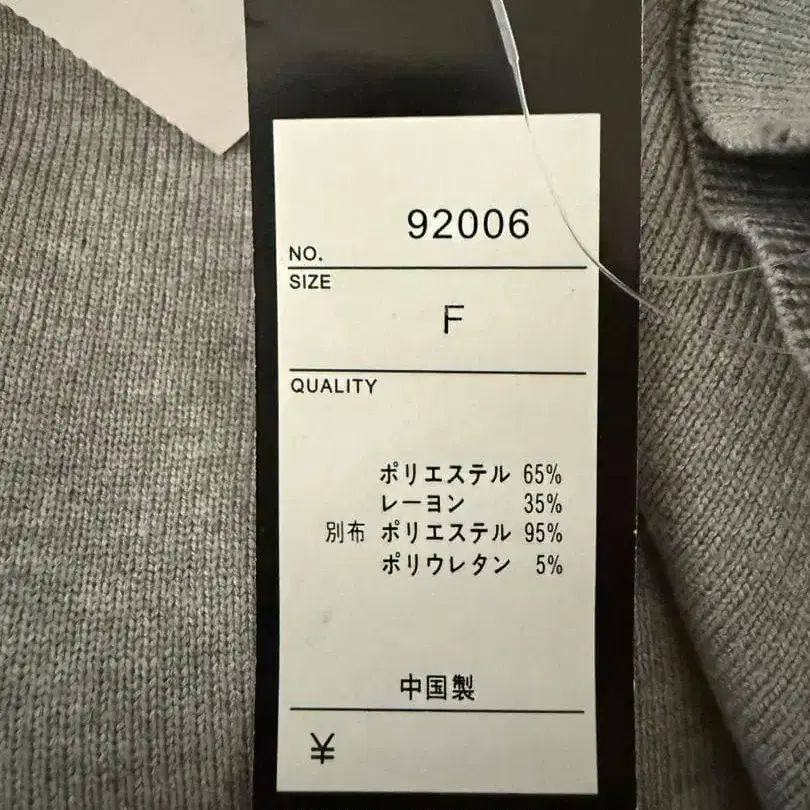 92006
NO.
SIZE
F
QUALITY
ポリエステル 65%
レーヨン 35%
別布 ポリエステル 95%
ポリウレタン 5%
中国製
¥